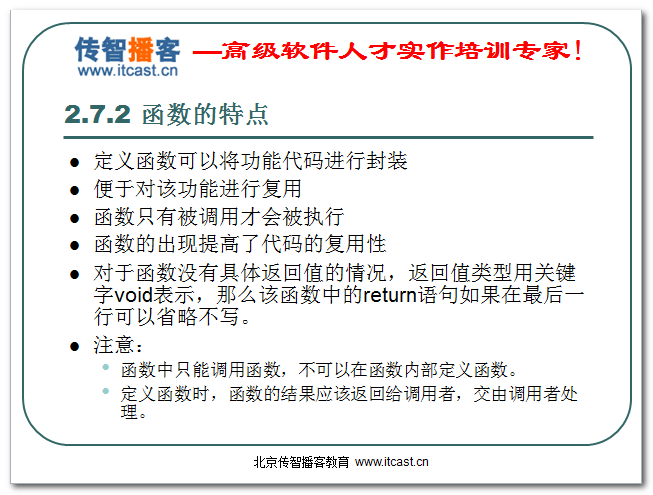 传智播客 —高级软件人才实作培训专家!
www.itcast.cn
2.7.2 函数的特点
● 定义函数可以将功能代码进行封装
● 便于对该功能进行复用
● 函数只有被调用才会被执行
● 函数的出现提高了代码的复用性
● 对于函数没有具体返回值的情况，返回值类型用关键
字void表示，那么该函数中的return语句如果在最后一
行可以省略不写。
● 注意：
• 函数中只能调用函数，不可以在函数内部定义函数。
• 定义函数时，函数的结果应该返回给调用者，交由调用者处
理。
北京传智播客教育 www.itcast.cn